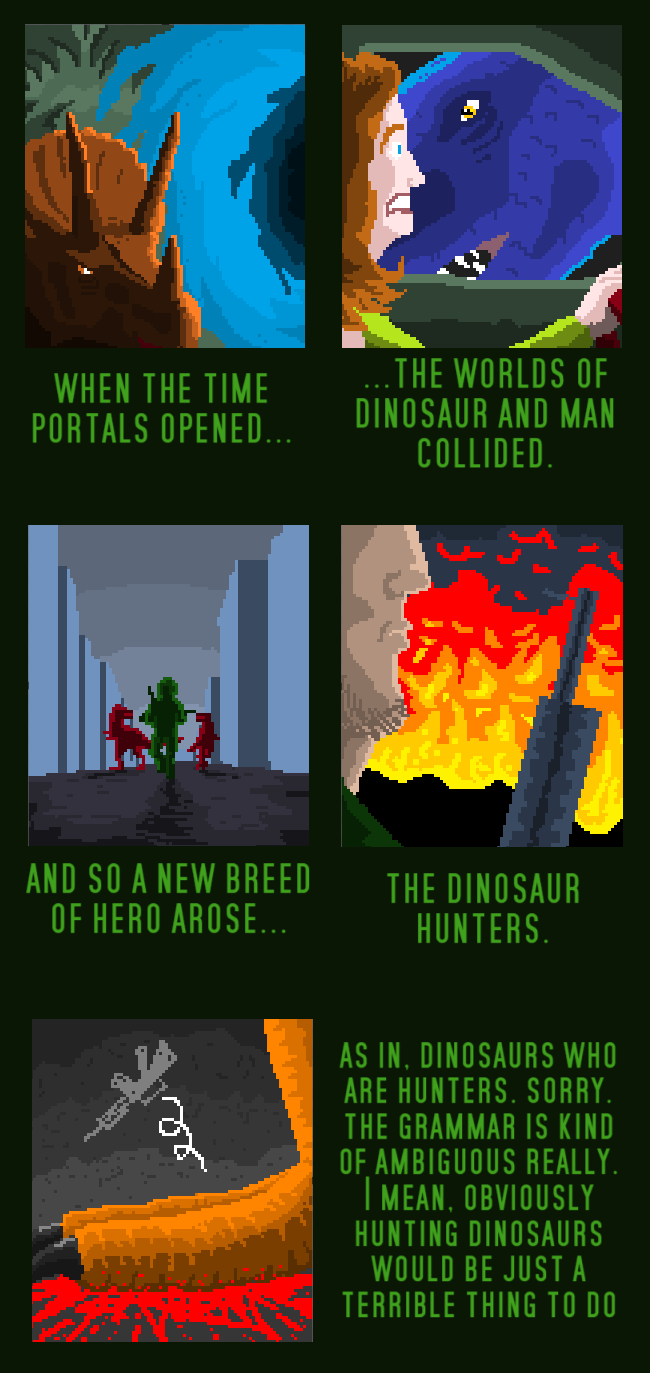 WHEN THE TIME
PORTALS OPENED...
...THE WORLDS OF
DINOSAUR AND MAN
COLLIDED.
AND SO A NEW BREED
OF HERO AROSE...
THE DINOSAUR
HUNTERS.
AS IN, DINOSAURS WHO
ARE HUNTERS. SORRY.
THE GRAMMAR IS KIND
OF AMBIGUOUS REALLY.
I MEAN, OBVIOUSLY
HUNTING DINOSAURS
WOULD BE JUST A
TERRIBLE THING TO DO